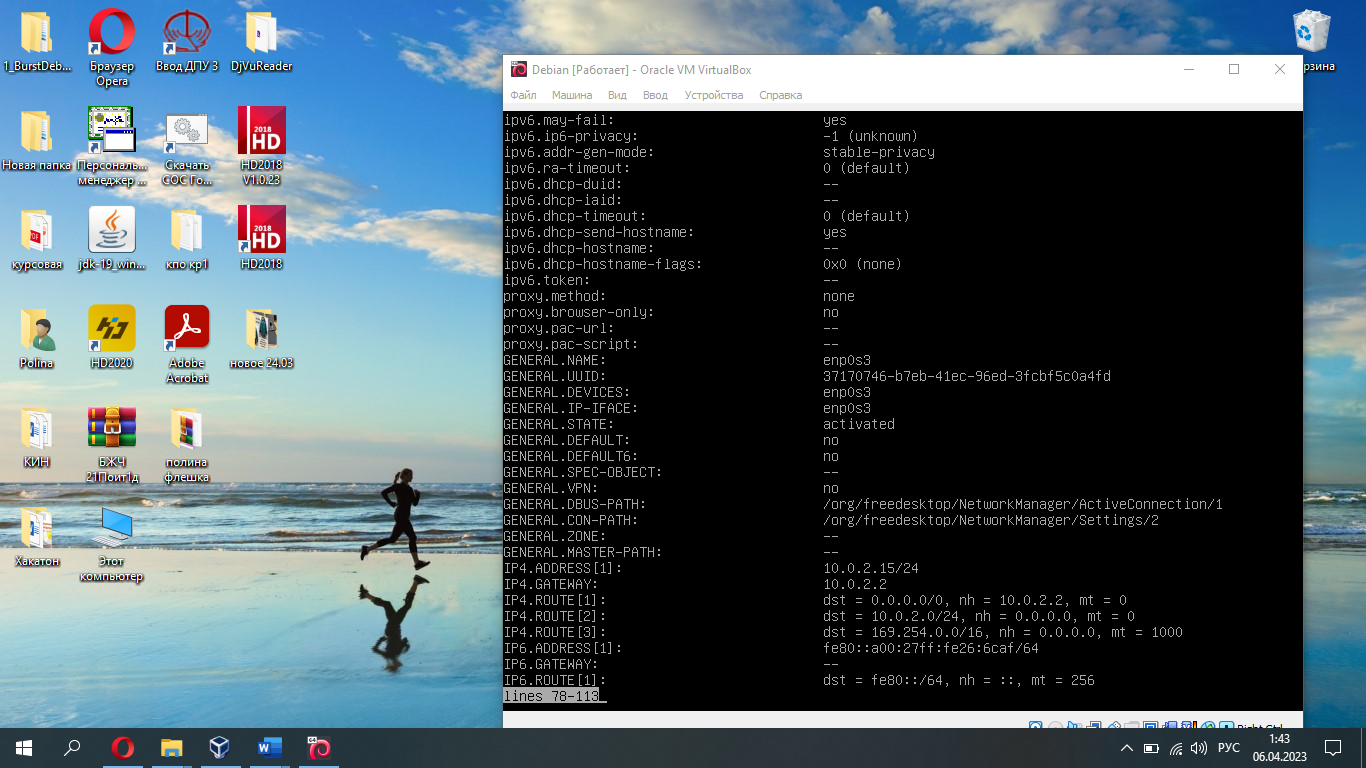 1_BurstDeb...
Браузер Opera
Ввод ДПУ 3
DjVuReader
Новая папка
Персональ... менеджер ...
Скачать СОС Го...
2018
HD
HD2018 V1.0.23
курсовая
jdk-19_win...
кпо кр1
2018
HD
HD2018
Polina
HD2020
Adobe Acrobat
новое 24.03
КИН
БЖЧ 21Поит1д
полина флешка
Хакатон
Этот компьютер
рзина
Debian [Работает] - Oracle VM VirtualBox
Файл Машина Вид Ввод Устройства Справка
ipv6.may-fail: yes
ipv6.ip6-privacy: -1 (unknown)
ipv6.addr-gen-mode: stable-privacy
ipv6.ra-timeout: 0 (default)
ipv6.dhcp-duid: --
ipv6.dhcp-iaid: --
ipv6.dhcp-timeout: 0 (default)
ipv6.dhcp-send-hostname: yes
ipv6.dhcp-hostname: --
ipv6.dhcp-hostname-flags: 0x0 (none)
ipv6.token: --
proxy.method: none
proxy.browser-only: no
proxy.pac-url: --
proxy.pac-script: --
GENERAL.NAME: enp0s3
GENERAL.UUID: 37170746-b7eb-41ec-96ed-3fcbf5c0a4fd
GENERAL.DEVICES: enp0s3
GENERAL.IP-IFACE: enp0s3
GENERAL.STATE: activated
GENERAL.DEFAULT: no
GENERAL.DEFAULT6: no
GENERAL.SPEC-OBJECT: --
GENERAL.VPN: no
GENERAL.DBUS-PATH: /org/freedesktop/NetworkManager/ActiveConnection/1
GENERAL.CON-PATH: /org/freedesktop/NetworkManager/Settings/2
GENERAL.ZONE: --
GENERAL.MASTER-PATH: --
IP4.ADDRESS[1]: 10.0.2.15/24
IP4.GATEWAY: 10.0.2.2
IP4.ROUTE[1]: dst = 0.0.0.0/0, nh = 10.0.2.2, mt = 0
IP4.ROUTE[2]: dst = 10.0.2.0/24, nh = 0.0.0.0, mt = 0
IP4.ROUTE[3]: dst = 169.254.0.0/16, nh = 0.0.0.0, mt = 1000
IP6.ADDRESS[1]: fe80::a00:27ff:fe26:6caf/64
IP6.GATEWAY: --
IP6.ROUTE[1]: dst = fe80::/64, nh = ::, mt = 256
lines 78-113
Right Ctrl
РУС
1:43
06.04.2023